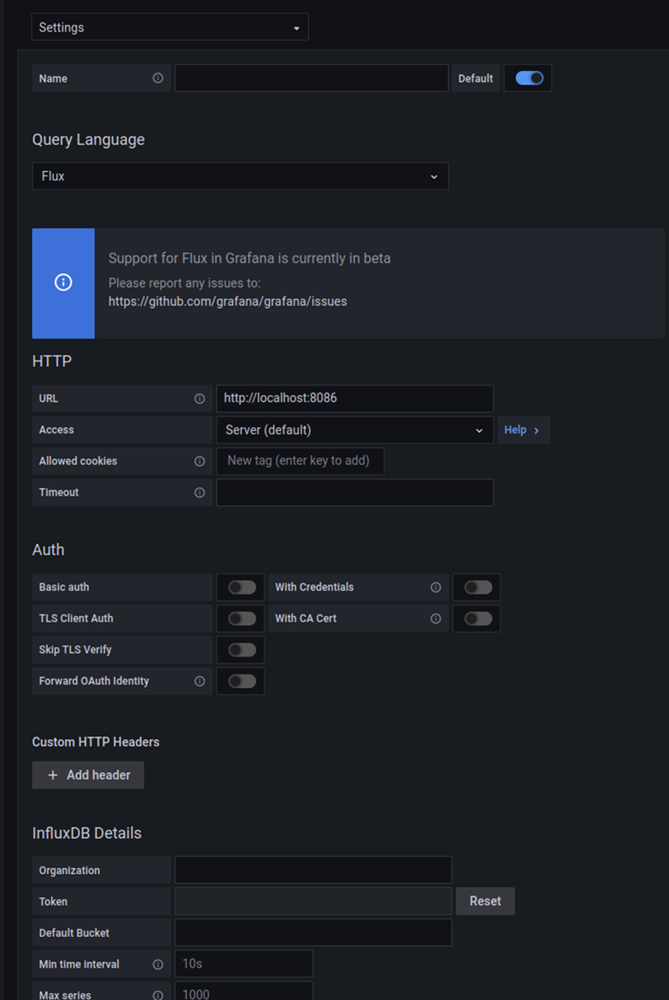 Settings
Name Default
Query Language
Flux
Support for Flux in Grafana is currently in beta
Please report any issues to:
https://github.com/grafana/grafana/issues
HTTP
URL http://localhost:8086
Access Server (default) Help
Allowed cookies New tag (enter key to add)
Timeout
Auth
Basic auth With Credentials
TLS Client Auth With CA Cert
Skip TLS Verify
Forward OAuth Identity
Custom HTTP Headers
+ Add header
InfluxDB Details
Organization
Token Reset
Default Bucket
Min time interval 10s
Max series 1000